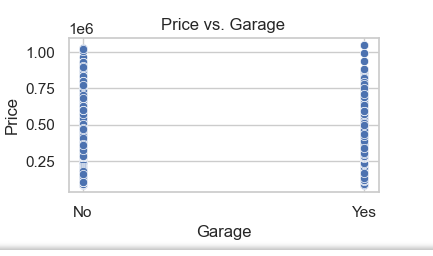 Price vs. Garage
1e6
1.00
0.75
0.50
0.25
Price
No Yes
Garage